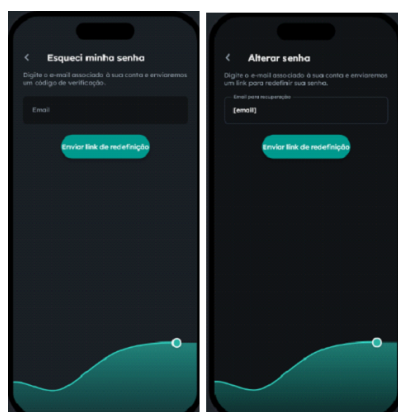 Esqueci minha senha
Digite o e-mail associado à sua conta e enviaremos
um código de verificação.
Email
Enviar link de redefinição
Alterar senha
Digite o e-mail associado à sua conta e enviaremos
um link para redefinir sua senha.
Email para recuperação
[email]
Enviar link de redefinição